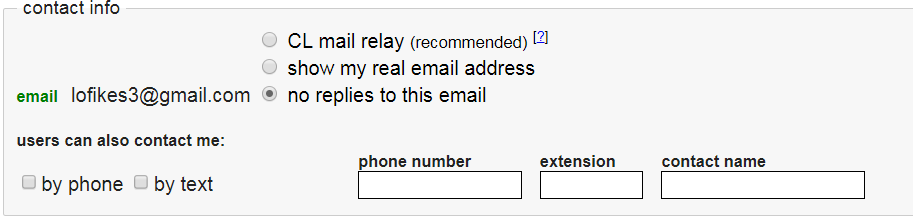 contact info
CL mail relay (recommended) [?]
show my real email address
email lofikes3@gmail.com no replies to this email
users can also contact me:
phone number extension contact name
by phone by text